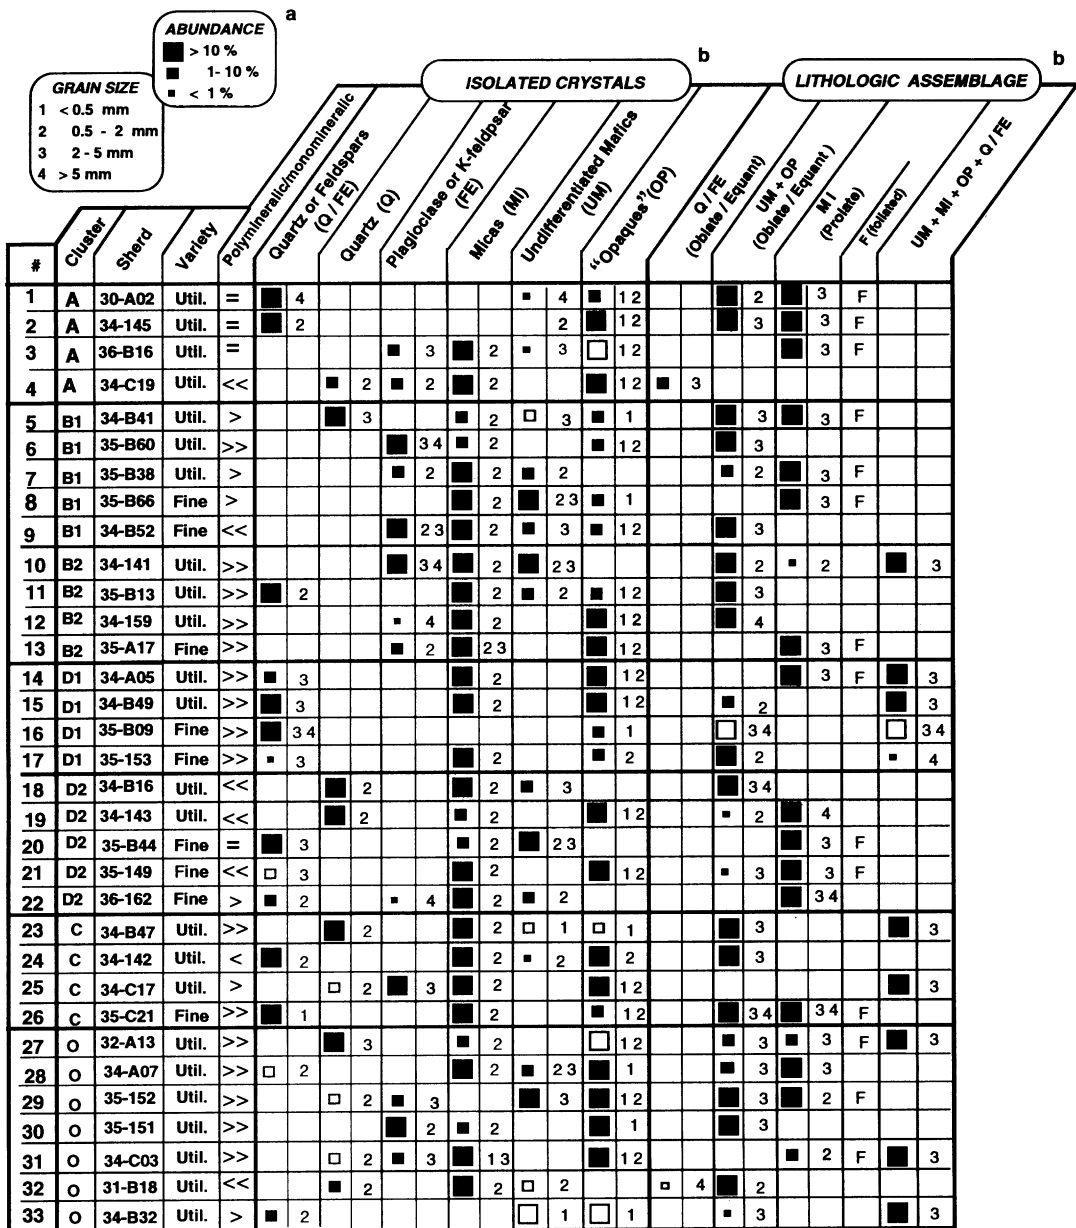 a
ABUNDANCE
> 10 %
1- 10 %
< 1 %
GRAIN SIZE
1 < 0.5 mm
2 0.5 - 2 mm
3 2 - 5 mm
4 > 5 mm
b
ISOLATED CRYSTALS
b
LITHOLOGIC ASSEMBLAGE
#
Cluster
Sherd
Variety
Polymineralic/monomineralic
Quartz or Feldspars
(Q / FE)
Quartz (Q)
Plagloclase or K-feldpsar
(FE)
Micas (MI)
Undifferentiated Mafics
(UM)
“Opaques”(OP)
Q / FE
(Oblate / Equant)
UM + OP
(Oblate / Equant )
M I
(Prolate)
F (foliated)
UM + MI + OP + Q / FE
1 A 30-A02 Util. = 4 4 1 2 2 3 F
2 A 34-145 Util. = 2 2 1 2 3 3 F
3 A 36-B16 Util. = 3 2 3 1 2 3 F
4 A 34-C19 Util. << 2 2 2 1 2 3
5 B1 34-B41 Util. > 3 2 3 1 3 3 F
6 B1 35-B60 Util. >> 3 4 2 1 2 3
7 B1 35-B38 Util. > 2 2 2 2 3 F
8 B1 35-B66 Fine > 2 2 3 1 3 F
9 B1 34-B52 Fine << 2 3 2 3 1 2 3
10 B2 34-141 Util. >> 3 4 2 2 3 2 2 3
11 B2 35-B13 Util. >> 2 2 2 1 2 3
12 B2 34-159 Util. >> 4 2 1 2 4
13 B2 35-A17 Fine >> 2 2 3 1 2 3 F
14 D1 34-A05 Util. >> 3 2 1 2 3 F 3
15 D1 34-B49 Util. >> 3 2 1 2 2 3
16 D1 35-B09 Fine >> 3 4 1 3 4 3 4
17 D1 35-153 Fine >> 3 2 2 2 4
18 D2 34-B16 Util. << 2 2 3 3 4
19 D2 34-143 Util. << 2 2 1 2 2 4
20 D2 35-B44 Fine = 3 2 2 3 3 F
21 D2 35-149 Fine << 3 2 1 2 3 3 F
22 D2 36-162 Fine > 2 4 2 2 3 4
23 C 34-B47 Util. >> 2 2 1 1 3 3
24 C 34-142 Util. < 2 2 2 2 3
25 C 34-C17 Util. > 2 3 2 1 2 3
26 C 35-C21 Fine >> 1 2 1 2 3 4 3 4 F
27 O 32-A13 Util. >> 3 2 1 2 3 3 F 3
28 O 34-A07 Util. >> 2 2 2 3 1 3 3
29 O 35-152 Util. >> 2 3 3 1 2 3 2 F
30 O 35-151 Util. >> 2 2 1 3
31 O 34-C03 Util. >> 2 3 1 3 1 2 2 F 3
32 O 31-B18 Util. << 2 2 2 4 2
33 O 34-B32 Util. > 2 1 1 3 3